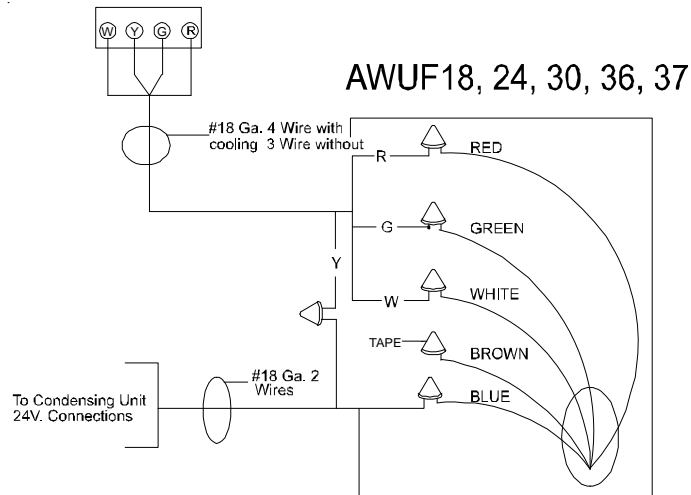 W Y G R
AWUF18, 24, 30, 36, 37
#18 Ga. 4 Wire with
cooling 3 Wire without
R
RED
G
GREEN
Y
W
WHITE
TAPE
BROWN
#18 Ga. 2
Wires
BLUE
To Condensing Unit
24V. Connections